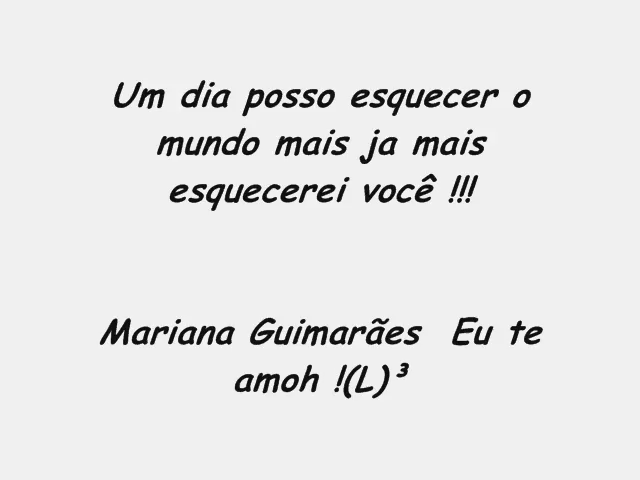 Um dia posso esquecer o
mundo mais ja mais
esquecerei você !!!
Mariana Guimarães Eu te
amoh !(L)³